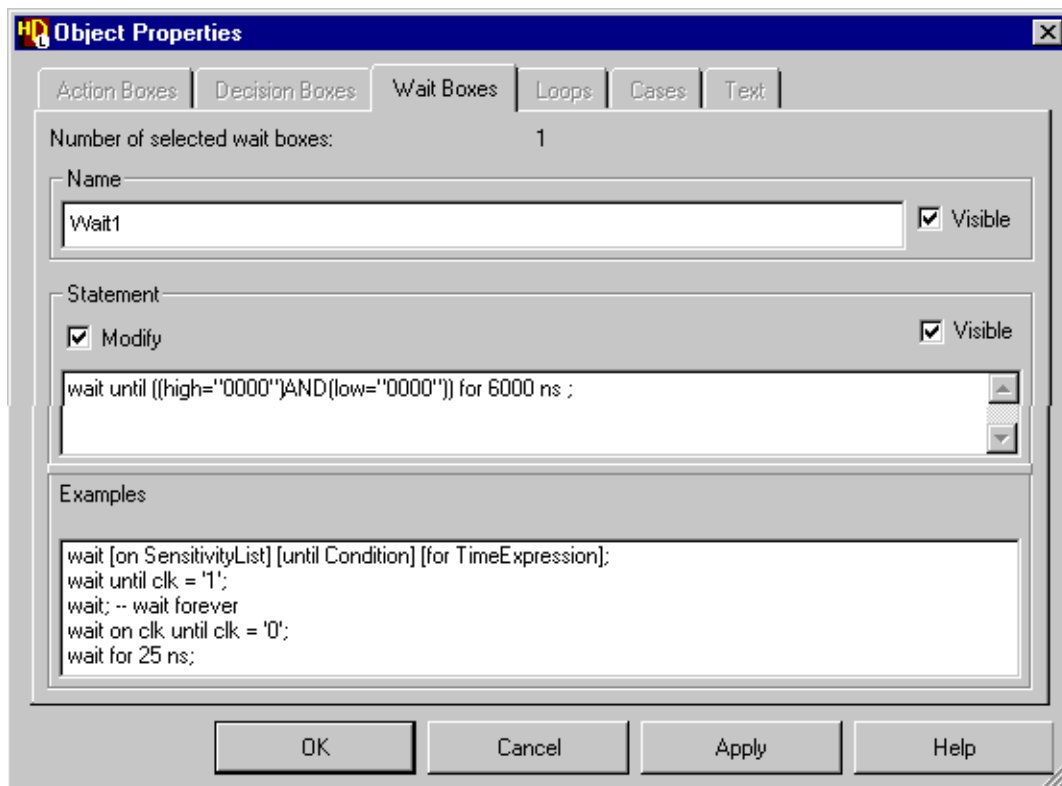 HDL Object Properties
Action Boxes Decision Boxes Wait Boxes Loops Cases Text
Number of selected wait boxes: 1
Name
Wait1 Visible
Statement
Modify Visible
wait until ((high="0000")AND(low="0000")) for 6000 ns ;
Examples
wait [on SensitivityList] [until Condition] [for TimeExpression];
wait until clk = '1';
wait; -- wait forever
wait on clk until clk = '0';
wait for 25 ns;
OK Cancel Apply Help